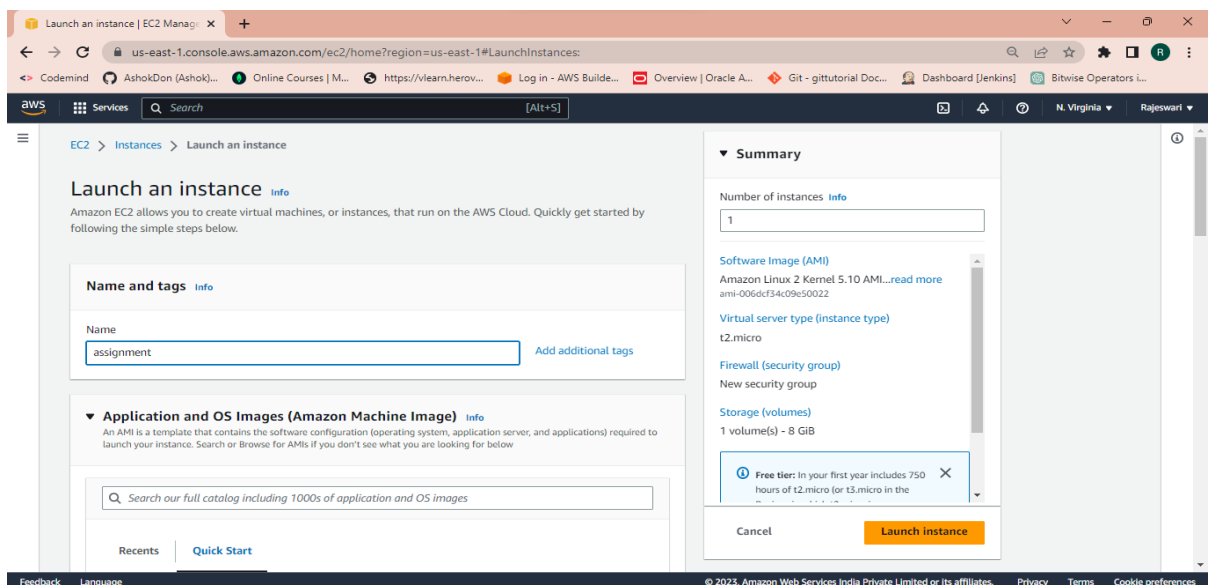 Launch an instance | EC2 Manage
us-east-1.console.aws.amazon.com/ec2/home?region=us-east-1#LaunchInstances:
R
Codemind
AshokDon (Ashok)...
Online Courses | M...
https://vlearn.herov...
Log in - AWS Builde...
Overview | Oracle A...
Git - gittutorial Doc...
Dashboard [Jenkins]
Bitwise Operators i...
aws
Services
Search
[Alt+S]
N. Virginia
Rajeswari
EC2 > Instances > Launch an instance
Launch an instance Info
Amazon EC2 allows you to create virtual machines, or instances, that run on the AWS Cloud. Quickly get started by
following the simple steps below.
Name and tags Info
Name
assignment
Add additional tags
Application and OS Images (Amazon Machine Image) Info
An AMI is a template that contains the software configuration (operating system, application server, and applications) required to
launch your instance. Search or Browse for AMIs if you don't see what you are looking for below
Search our full catalog including 1000s of application and OS images
Recents
Quick Start
Summary
Number of instances Info
1
Software Image (AMI)
Amazon Linux 2 Kernel 5.10 AMI...read more
ami-006dcf34c09e50022
Virtual server type (instance type)
t2.micro
Firewall (security group)
New security group
Storage (volumes)
1 volume(s) - 8 GiB
Free tier: In your first year includes 750
hours of t2.micro (or t3.micro in the
Cancel
Launch instance
Feedback
Language
© 2023, Amazon Web Services India Private Limited or its affiliates.
Privacy
Terms
Cookie preferences